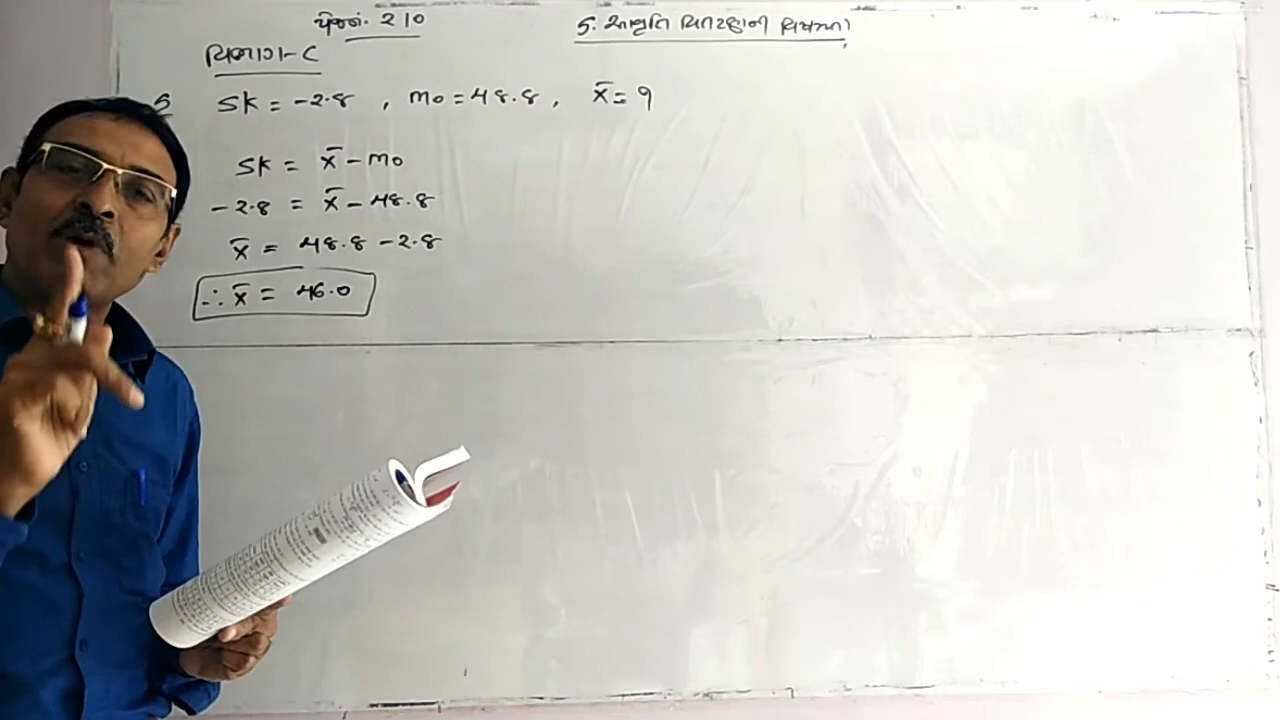 પેજનં. 210
5. આવૃત્તિ વિતરણની વિષમતા
વિભાગ-C
5 SK = -2.8 , Mo = 48.8 , x̄ = ?
SK = x̄ - Mo
-2.8 = x̄ - 48.8
x̄ = 48.8 - 2.8
∴ x̄ = 46.0